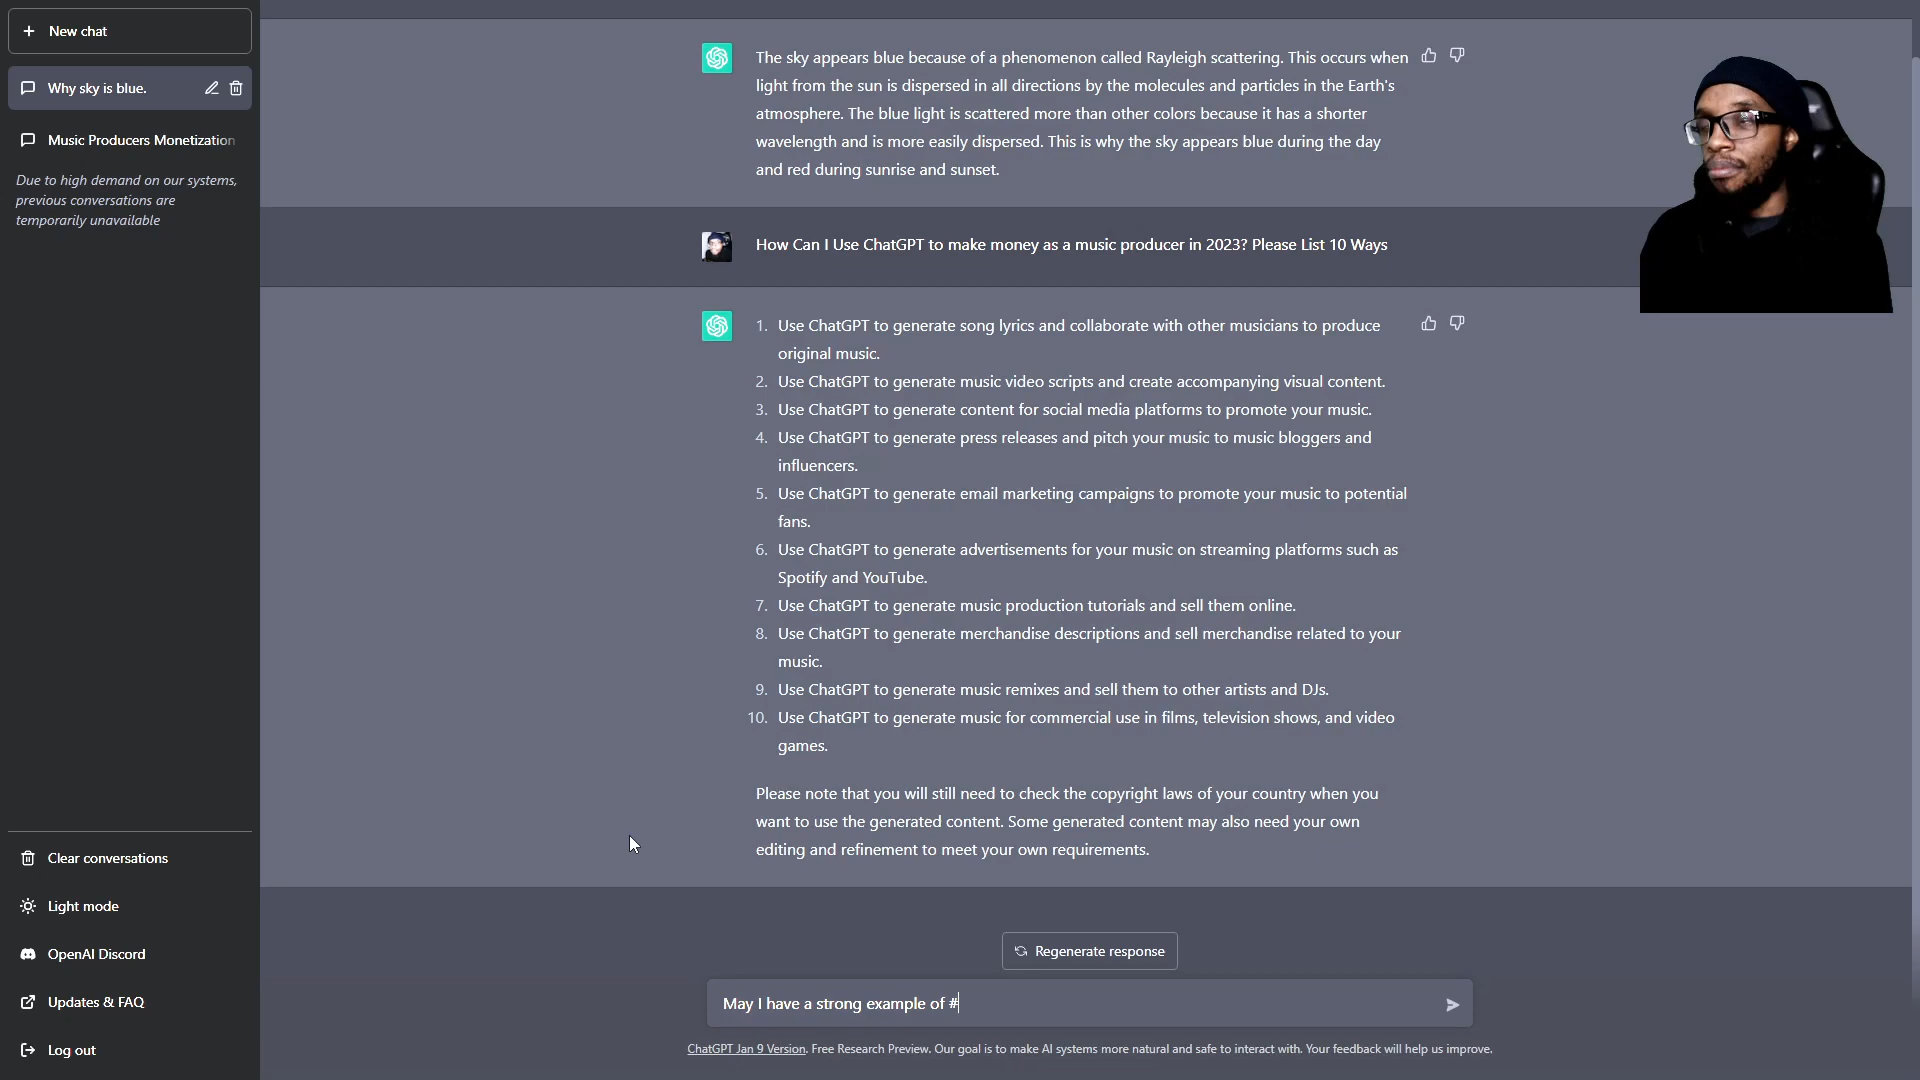 New chat
Why sky is blue.
Music Producers Monetization
Due to high demand on our systems,
previous conversations are
temporarily unavailable
Clear conversations
Light mode
OpenAI Discord
Updates & FAQ
Log out
The sky appears blue because of a phenomenon called Rayleigh scattering. This occurs when
light from the sun is dispersed in all directions by the molecules and particles in the Earth's
atmosphere. The blue light is scattered more than other colors because it has a shorter
wavelength and is more easily dispersed. This is why the sky appears blue during the day
and red during sunrise and sunset.
How Can I Use ChatGPT to make money as a music producer in 2023? Please List 10 Ways
1. Use ChatGPT to generate song lyrics and collaborate with other musicians to produce
original music.
2. Use ChatGPT to generate music video scripts and create accompanying visual content.
3. Use ChatGPT to generate content for social media platforms to promote your music.
4. Use ChatGPT to generate press releases and pitch your music to music bloggers and
influencers.
5. Use ChatGPT to generate email marketing campaigns to promote your music to potential
fans.
6. Use ChatGPT to generate advertisements for your music on streaming platforms such as
Spotify and YouTube.
7. Use ChatGPT to generate music production tutorials and sell them online.
8. Use ChatGPT to generate merchandise descriptions and sell merchandise related to your
music.
9. Use ChatGPT to generate music remixes and sell them to other artists and DJs.
10. Use ChatGPT to generate music for commercial use in films, television shows, and video
games.
Please note that you will still need to check the copyright laws of your country when you
want to use the generated content. Some generated content may also need your own
editing and refinement to meet your own requirements.
Regenerate response
May I have a strong example of #
ChatGPT Jan 9 Version. Free Research Preview. Our goal is to make AI systems more natural and safe to interact with. Your feedback will help us improve.